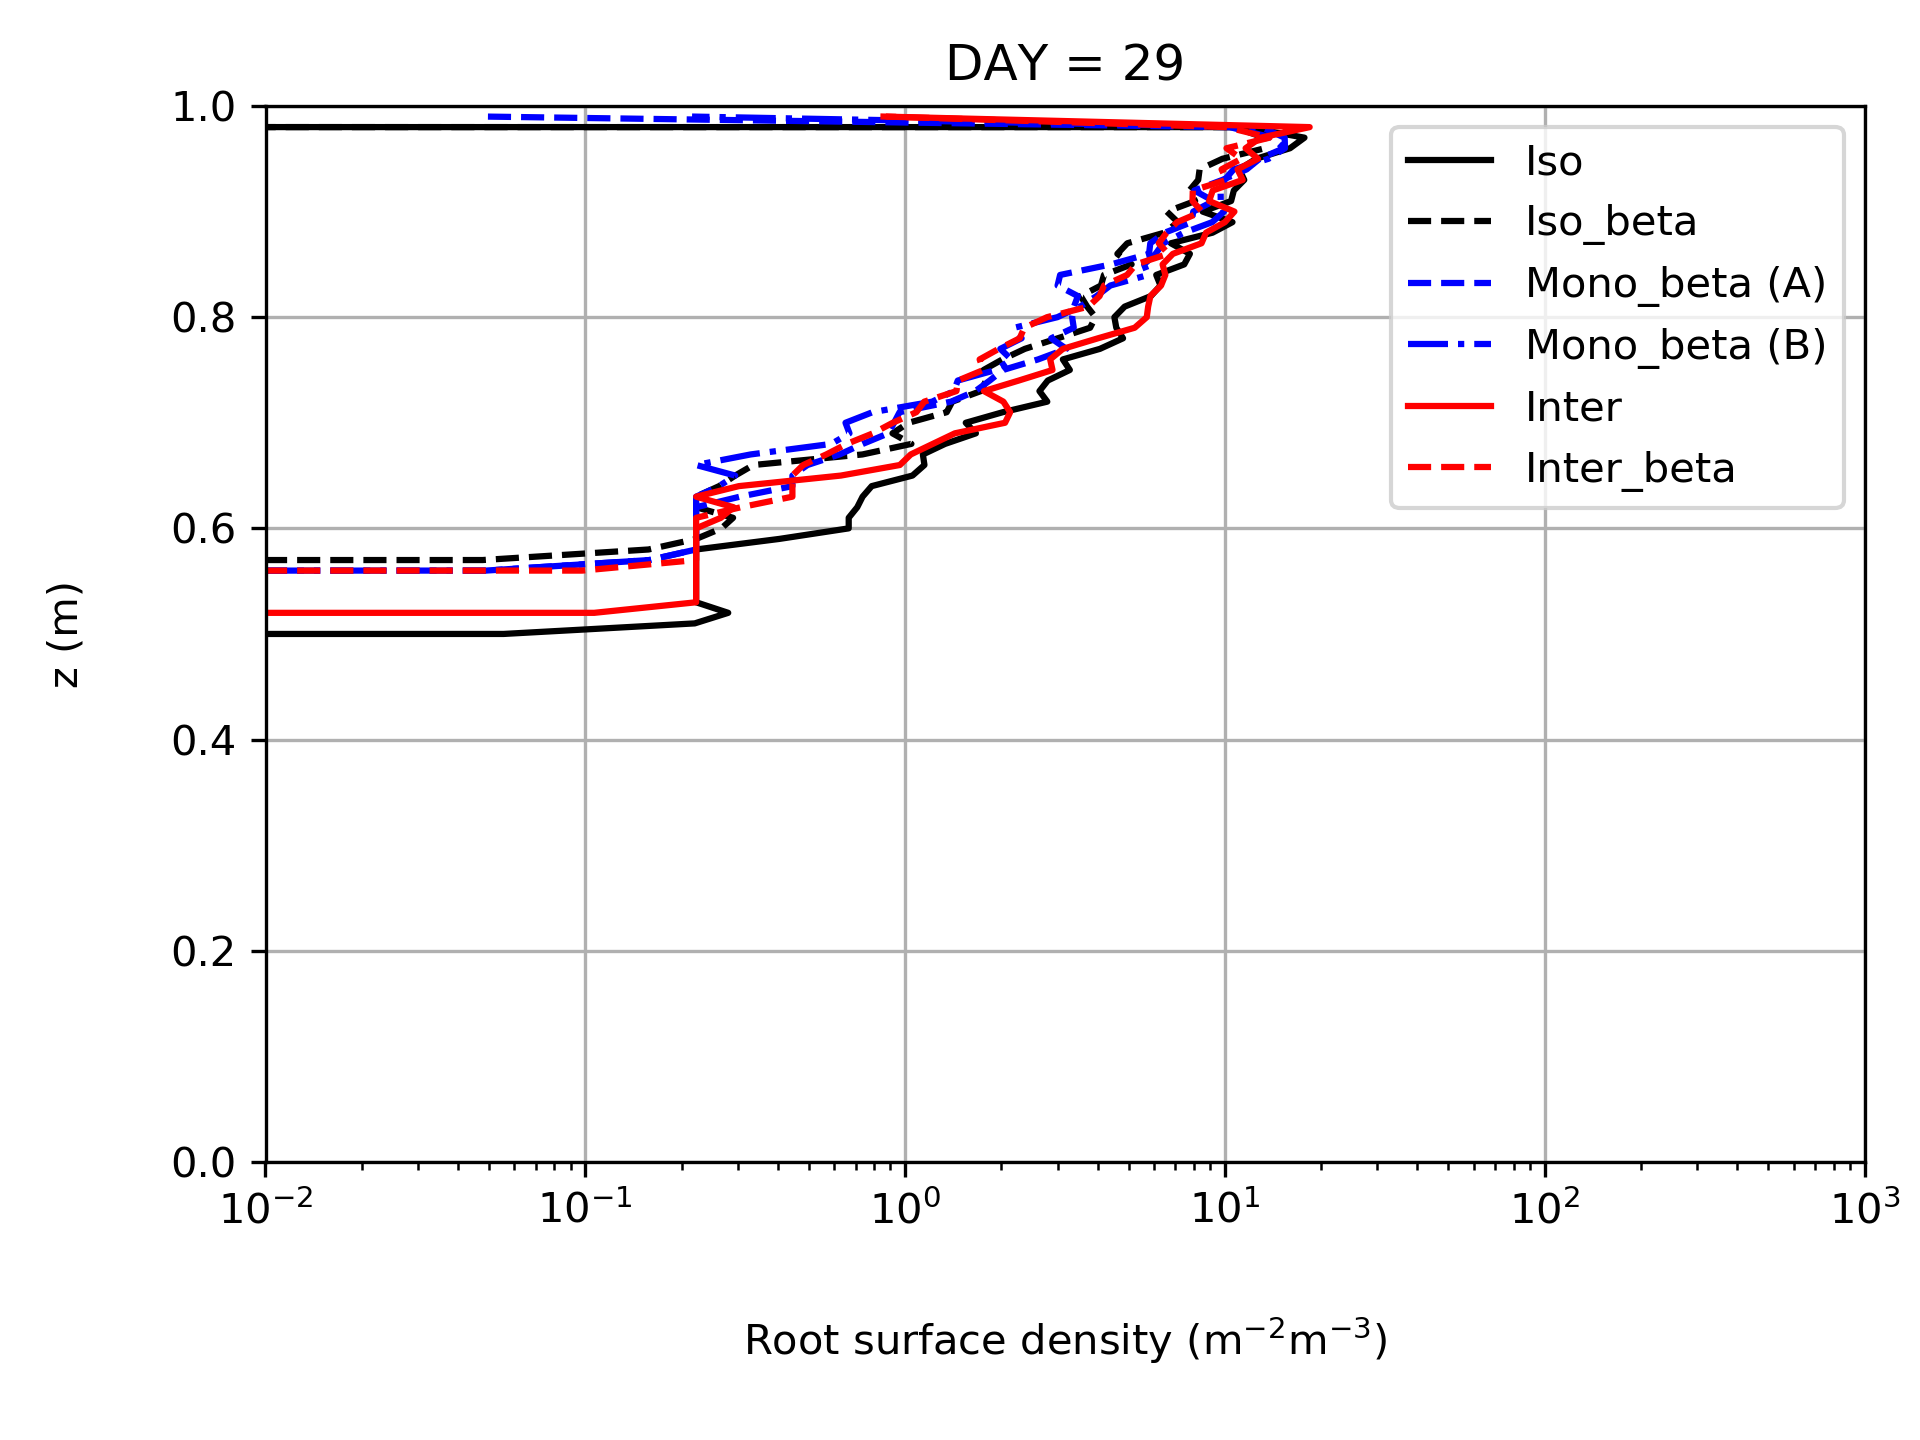 DAY = 29
1.0
0.8
0.6
0.4
0.2
0.0
z (m)
Iso
Iso_beta
Mono_beta (A)
Mono_beta (B)
Inter
Inter_beta
10⁻² 10⁻¹ 10⁰ 10¹ 10² 10³
Root surface density (m⁻²m⁻³)